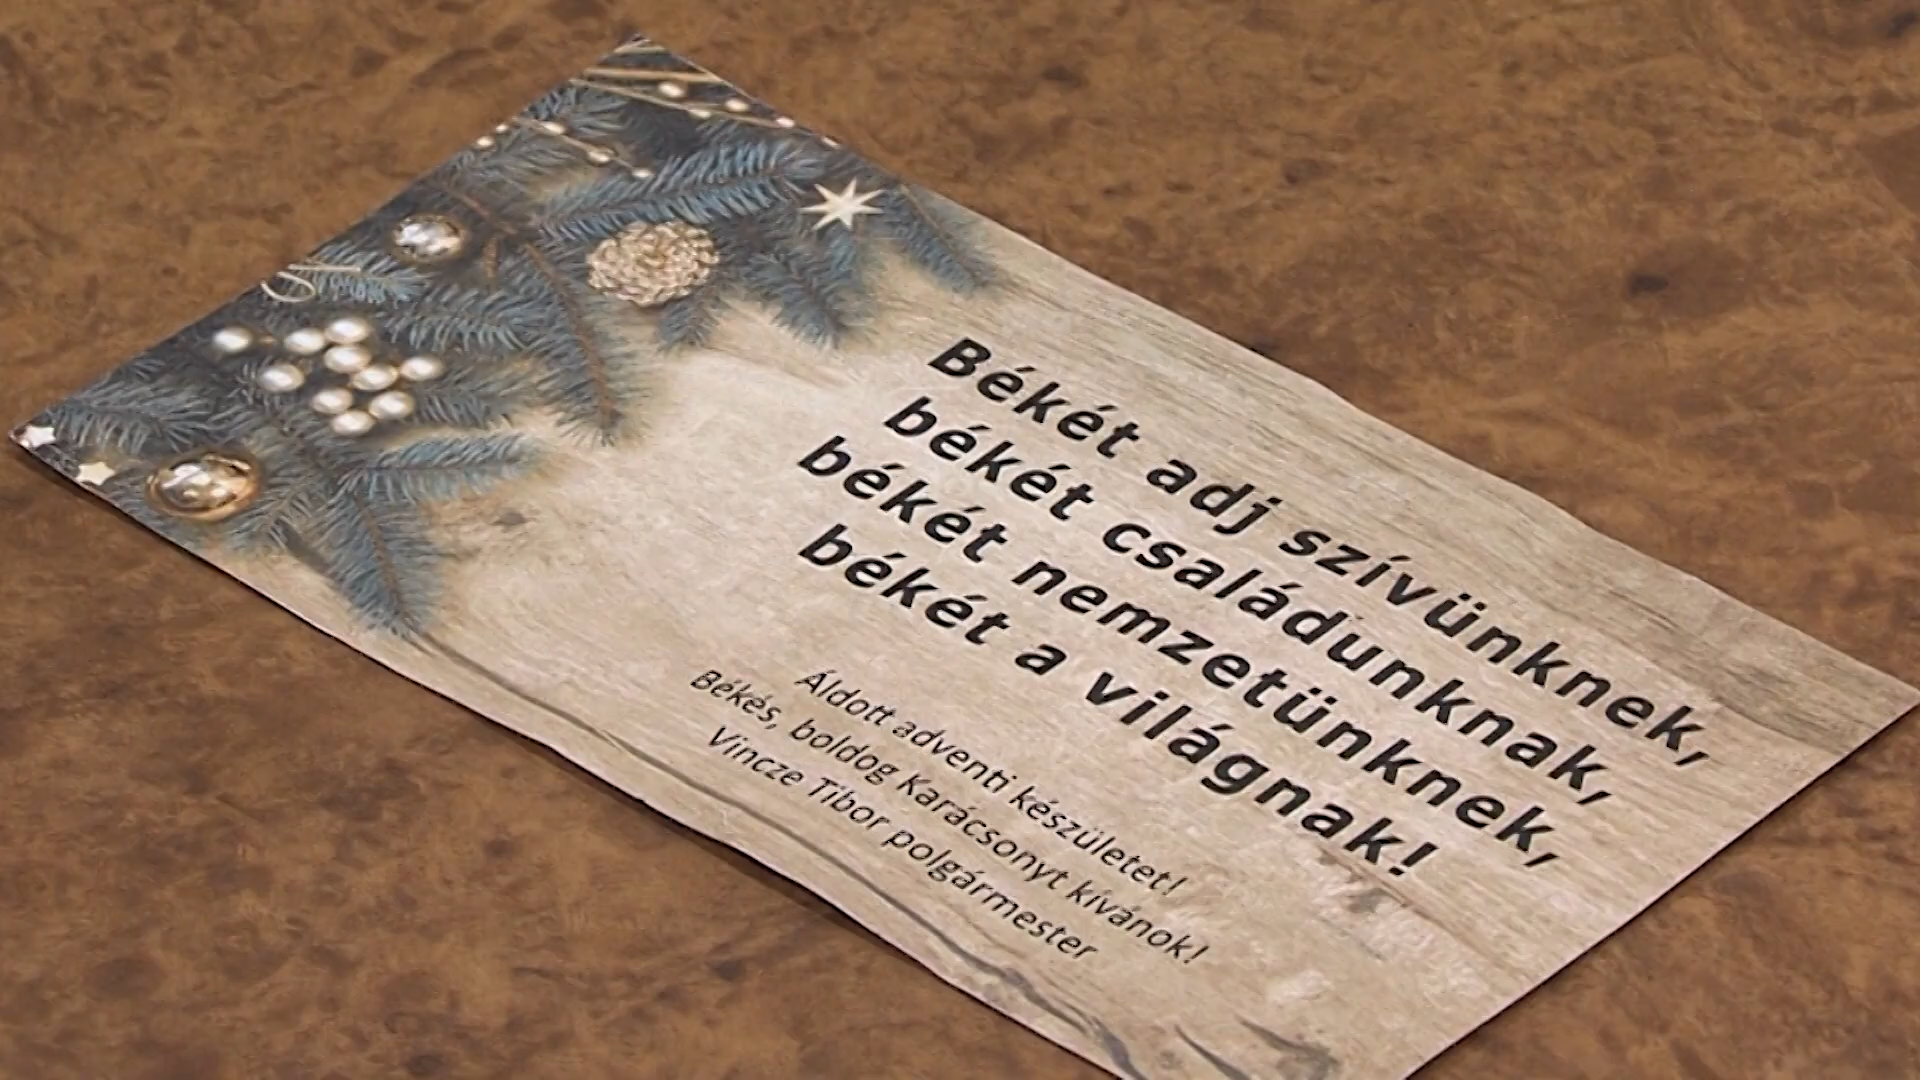 Békét adj szívünknek,
békét családunknak,
békét nemzetünknek,
békét a világnak!
Áldott adventi készületet!
Békés, boldog Karácsonyt kívánok!
Vincze Tibor polgármester